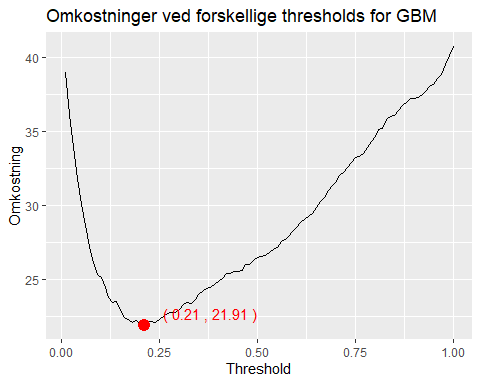 Omkostninger ved forskellige thresholds for GBM
Omkostning
40
35
30
25
( 0.21 , 21.91 )
0.00 0.25 0.50 0.75 1.00
Threshold